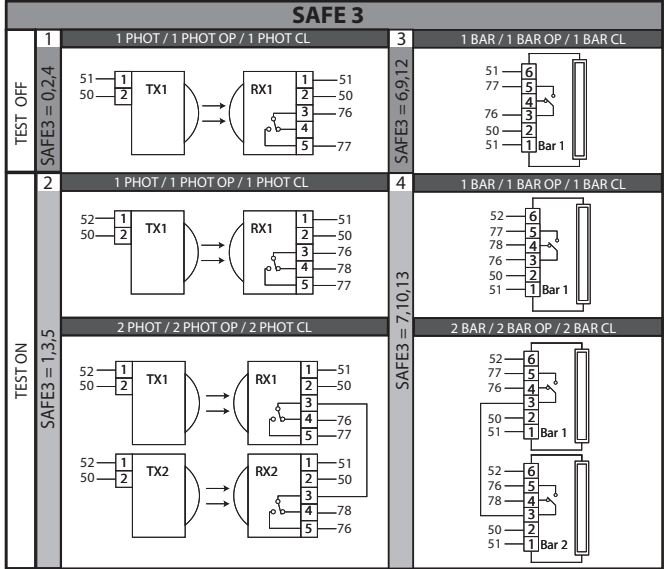 SAFE 3
1
1 PHOT / 1 PHOT OP / 1 PHOT CL
TEST OFF
SAFE3 = 0,2,4
51 1
50 2
TX1
RX1
1 51
2 50
3 76
4
5 77
3
1 BAR / 1 BAR OP / 1 BAR CL
SAFE3 = 6,9,12
51 6
77 5
4
76 3
50 2
51 1 Bar 1
2
1 PHOT / 1 PHOT OP / 1 PHOT CL
TEST ON
SAFE3 = 1,3,5
52 1
50 2
TX1
RX1
1 51
2 50
3 76
4 78
5 77
2 PHOT / 2 PHOT OP / 2 PHOT CL
52 1
50 2
TX1
RX1
1 51
2 50
3
4 76
5 77
52 1
50 2
TX2
RX2
1 51
2 50
3
4 78
5 76
4
1 BAR / 1 BAR OP / 1 BAR CL
SAFE3 = 7,10,13
52 6
77 5
78 4
76 3
50 2
51 1 Bar 1
2 BAR / 2 BAR OP / 2 BAR CL
52 6
77 5
76 4
3
50 2
51 1 Bar 1
52 6
76 5
78 4
3
50 2
51 1 Bar 2